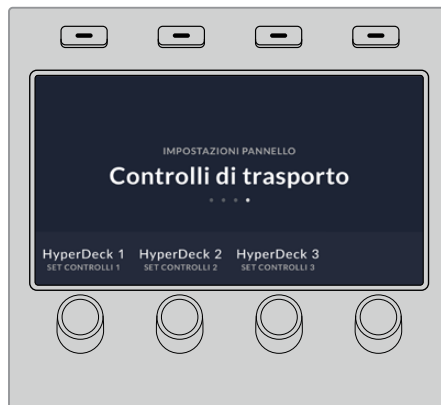 IMPOSTAZIONI PANNELLO
Controlli di trasporto
HyperDeck 1 HyperDeck 2 HyperDeck 3
SET CONTROLLI 1 SET CONTROLLI 2 SET CONTROLLI 3